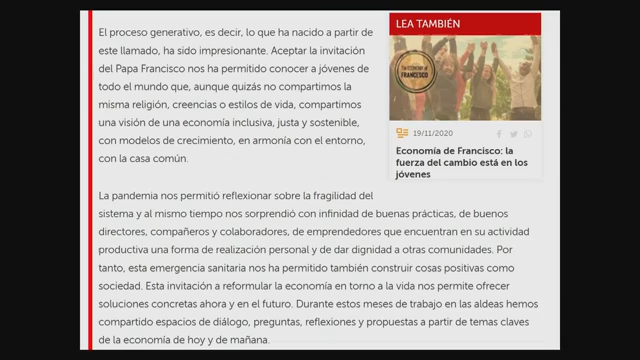 El proceso generativo, es decir, lo que ha nacido a partir de
este llamado, ha sido impresionante. Aceptar la invitación
del Papa Francisco nos ha permitido conocer a jóvenes de
todo el mundo que, aunque quizás no compartimos la
misma religión, creencias o estilos de vida, compartimos
una visión de una economía inclusiva, justa y sostenible,
con modelos de crecimiento, en armonía con el entorno,
con la casa común.
LEA TAMBIÉN
THE ECONOMY of
FRANCESCO
19/11/2020
Economía de Francisco: la
fuerza del cambio está en los
jóvenes
La pandemia nos permitió reflexionar sobre la fragilidad del
sistema y al mismo tiempo nos sorprendió con infinidad de buenas prácticas, de buenos
directores, compañeros y colaboradores, de emprendedores que encuentran en su actividad
productiva una forma de realización personal y de dar dignidad a otras comunidades. Por
tanto, esta emergencia sanitaria nos ha permitido también construir cosas positivas como
sociedad. Esta invitación a reformular la economía en torno a la vida nos permite ofrecer
soluciones concretas ahora y en el futuro. Durante estos meses de trabajo en las aldeas hemos
compartido espacios de diálogo, preguntas, reflexiones y propuestas a partir de temas claves
de la economía de hoy y de mañana.